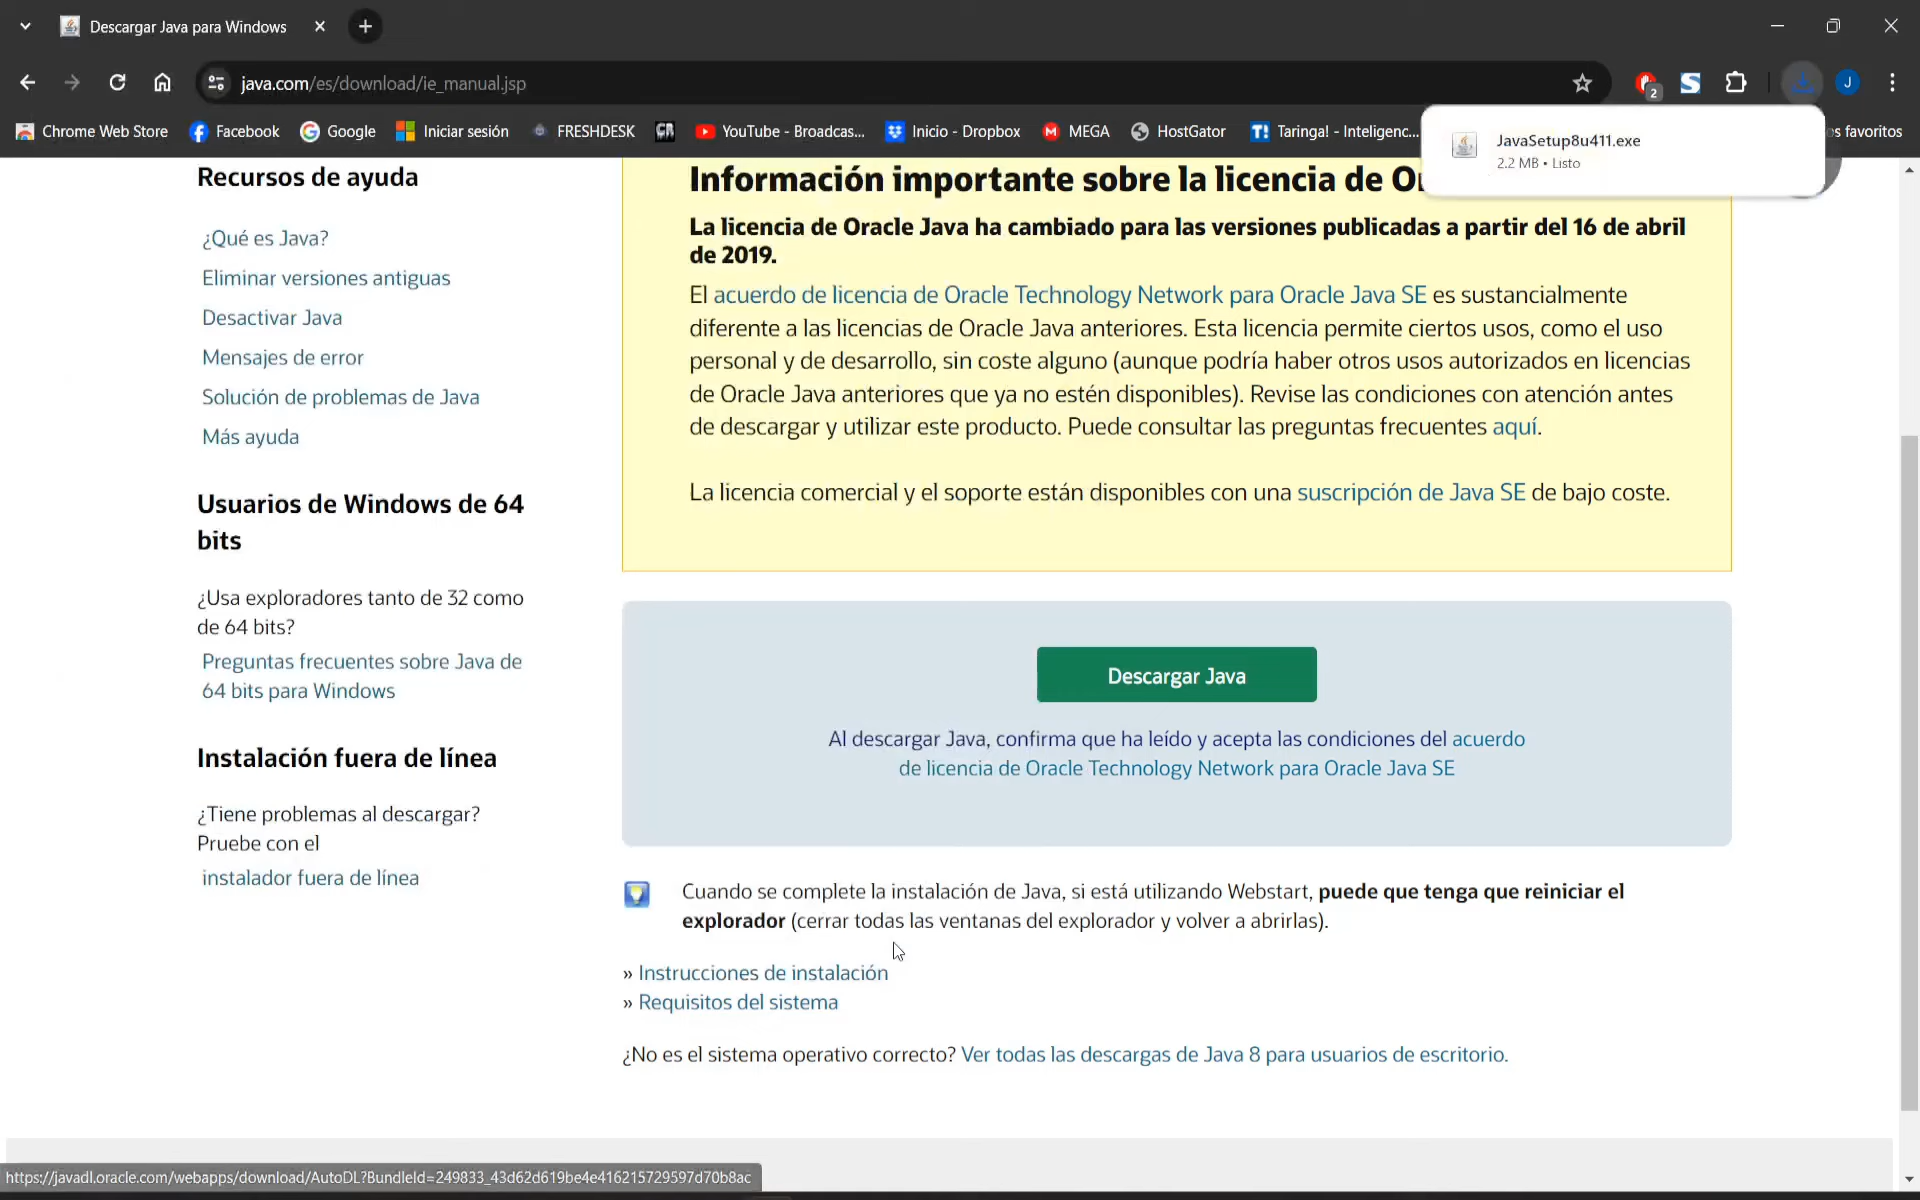 Descargar Java para Windows
java.com/es/download/ie_manual.jsp
2
J
Chrome Web Store
Facebook
Google
Iniciar sesión
FRESHDESK
YouTube - Broadcas...
Inicio - Dropbox
MEGA
HostGator
Taringa! - Inteligenc...
s favoritos
JavaSetup8u411.exe
2.2 MB • Listo
Recursos de ayuda
¿Qué es Java?
Eliminar versiones antiguas
Desactivar Java
Mensajes de error
Solución de problemas de Java
Más ayuda
Usuarios de Windows de 64
bits
¿Usa exploradores tanto de 32 como
de 64 bits?
Preguntas frecuentes sobre Java de
64 bits para Windows
Instalación fuera de línea
¿Tiene problemas al descargar?
Pruebe con el
instalador fuera de línea
Información importante sobre la licencia de O
La licencia de Oracle Java ha cambiado para las versiones publicadas a partir del 16 de abril
de 2019.
El acuerdo de licencia de Oracle Technology Network para Oracle Java SE es sustancialmente
diferente a las licencias de Oracle Java anteriores. Esta licencia permite ciertos usos, como el uso
personal y de desarrollo, sin coste alguno (aunque podría haber otros usos autorizados en licencias
de Oracle Java anteriores que ya no estén disponibles). Revise las condiciones con atención antes
de descargar y utilizar este producto. Puede consultar las preguntas frecuentes aquí.
La licencia comercial y el soporte están disponibles con una suscripción de Java SE de bajo coste.
Descargar Java
Al descargar Java, confirma que ha leído y acepta las condiciones del acuerdo
de licencia de Oracle Technology Network para Oracle Java SE
Cuando se complete la instalación de Java, si está utilizando Webstart, puede que tenga que reiniciar el
explorador (cerrar todas las ventanas del explorador y volver a abrirlas).
» Instrucciones de instalación
» Requisitos del sistema
¿No es el sistema operativo correcto? Ver todas las descargas de Java 8 para usuarios de escritorio.
https://javadl.oracle.com/webapps/download/AutoDL?BundleId=249833_43d62d619be4e416215729597d70b8ac